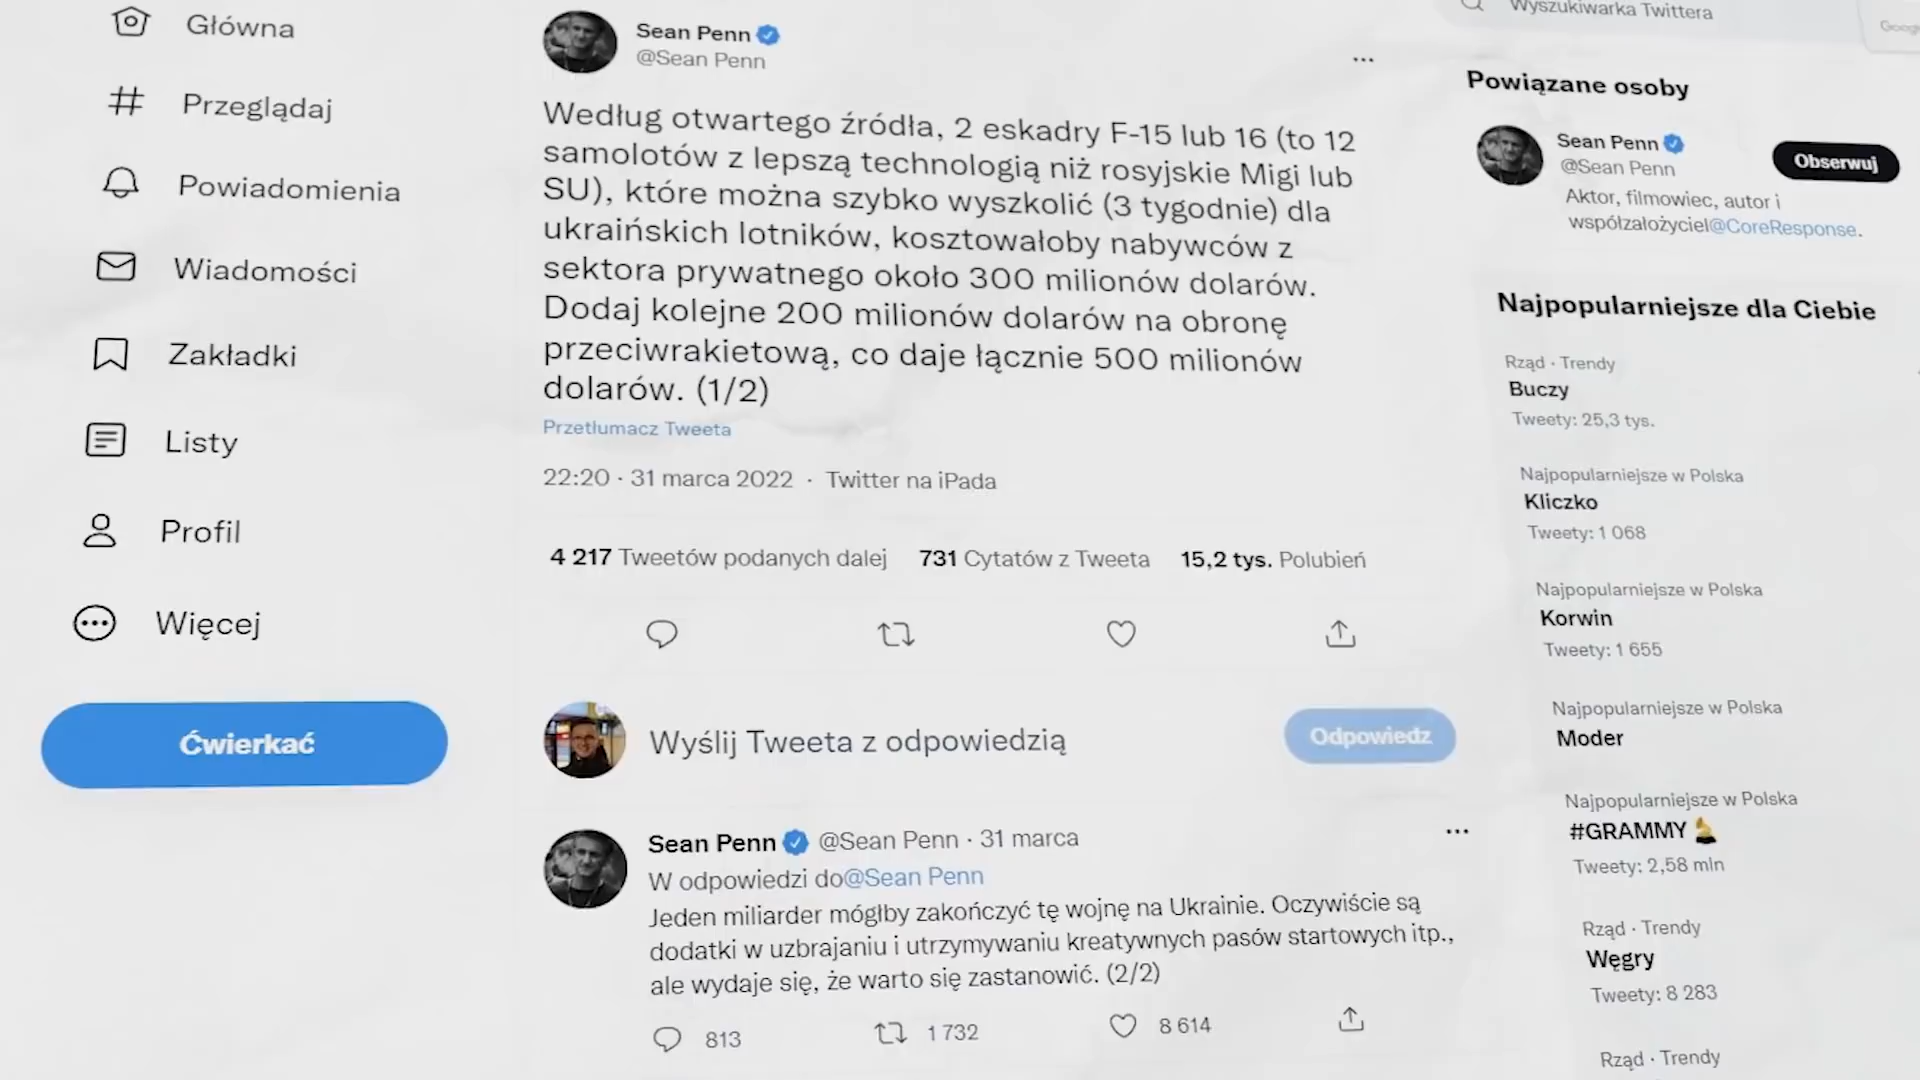 Główna
Przeglądaj
Powiadomienia
Wiadomości
Zakładki
Listy
Profil
Więcej
Ćwierkać
Sean Penn
@Sean Penn
Według otwartego źródła, 2 eskadry F-15 lub 16 (to 12
samolotów z lepszą technologią niż rosyjskie Migi lub
SU), które można szybko wyszkolić (3 tygodnie) dla
ukraińskich lotników, kosztowałoby nabywców z
sektora prywatnego około 300 milionów dolarów.
Dodaj kolejne 200 milionów dolarów na obronę
przeciwrakietową, co daje łącznie 500 milionów
dolarów. (1/2)
Przetłumacz Tweeta
22:20 · 31 marca 2022 · Twitter na iPada
4 217 Tweetów podanych dalej 731 Cytatów z Tweeta 15,2 tys. Polubień
Wyślij Tweeta z odpowiedzią
Odpowiedz
Sean Penn @Sean Penn · 31 marca
W odpowiedzi do@Sean Penn
Jeden miliarder mógłby zakończyć tę wojnę na Ukrainie. Oczywiście są
dodatki w uzbrajaniu i utrzymywaniu kreatywnych pasów startowych itp.,
ale wydaje się, że warto się zastanowić. (2/2)
813 1 732 8 614
Wyszukiwarka Twittera
Powiązane osoby
Sean Penn
@Sean Penn
Obserwuj
Aktor, filmowiec, autor i
współzałożyciel@CoreResponse.
Najpopularniejsze dla Ciebie
Rząd · Trendy
Buczy
Tweety: 25,3 tys.
Najpopularniejsze w Polska
Kliczko
Tweety: 1 068
Najpopularniejsze w Polska
Korwin
Tweety: 1 655
Najpopularniejsze w Polska
Moder
Najpopularniejsze w Polska
#GRAMMY
Tweety: 2,58 mln
Rząd · Trendy
Węgry
Tweety: 8 283
Rząd · Trendy